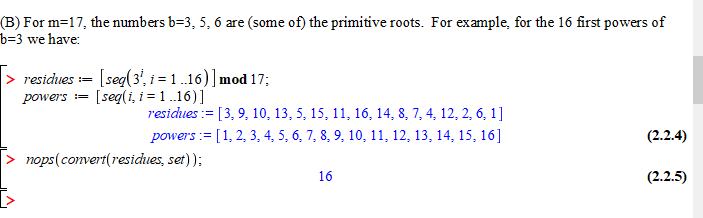 (B) For m=17, the numbers b=3, 5, 6 are (some of) the primitive roots. For example, for the 16 first powers of
b=3 we have:
> residues := [seq(3^i, i = 1 ..16)] mod 17;
powers := [seq(i, i = 1 ..16)]
residues := [3, 9, 10, 13, 5, 15, 11, 16, 14, 8, 7, 4, 12, 2, 6, 1]
powers := [1, 2, 3, 4, 5, 6, 7, 8, 9, 10, 11, 12, 13, 14, 15, 16] (2.2.4)
> nops(convert(residues, set));
16 (2.2.5)
>